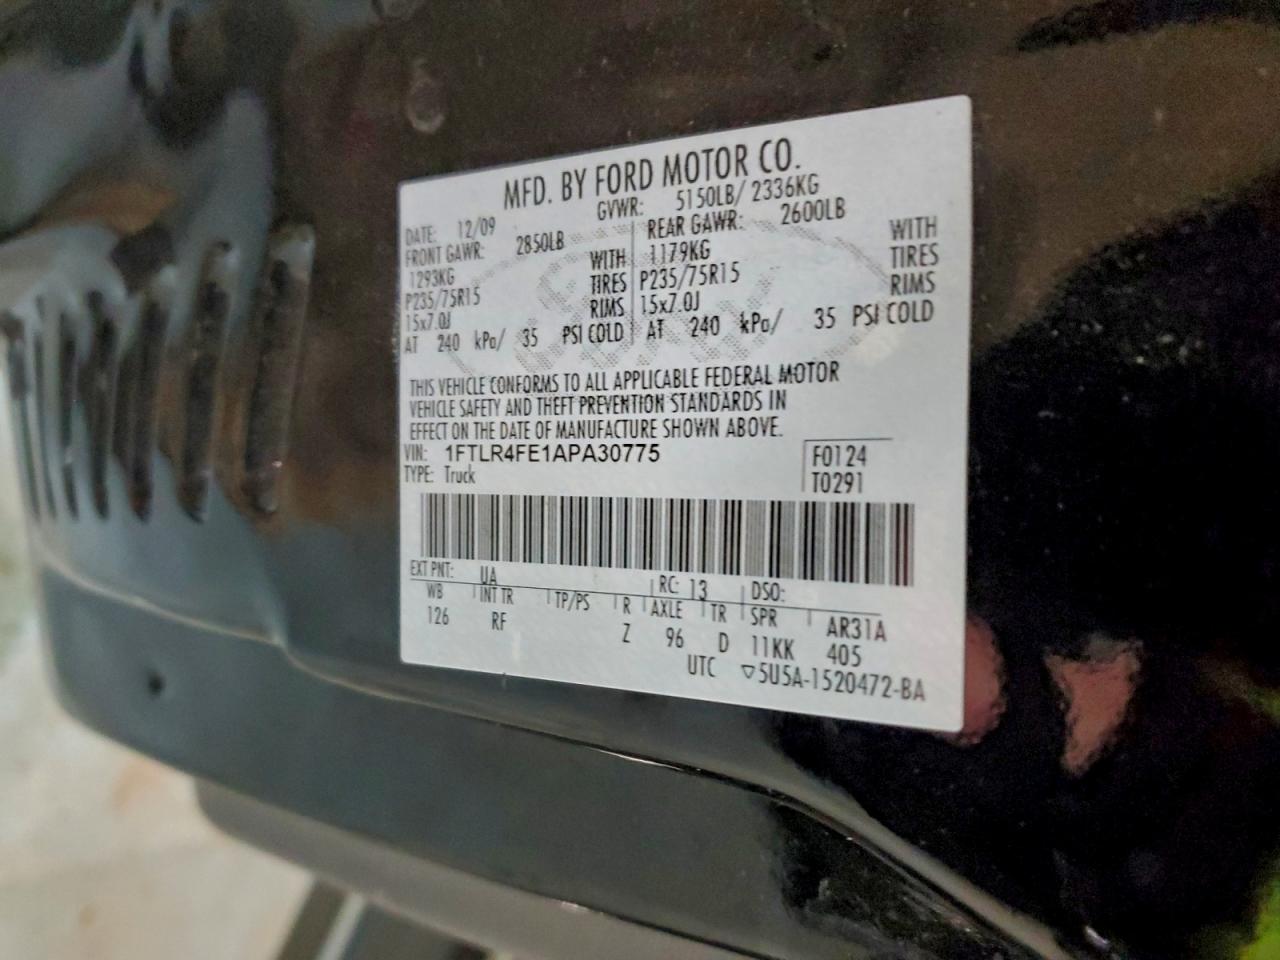 MFD. BY FORD MOTOR CO.
DATE: 12/09 GVWR: 5150LB/ 2336KG
FRONT GAWR: 2850LB REAR GAWR: 2600LB
1293KG WITH 1179KG WITH
P235/75R15 TIRES P235/75R15 TIRES
15x7.0J RIMS 15x7.0J RIMS
AT 240 kPa/ 35 PSI COLD AT 240 kPa/ 35 PSI COLD
THIS VEHICLE CONFORMS TO ALL APPLICABLE FEDERAL MOTOR
VEHICLE SAFETY AND THEFT PREVENTION STANDARDS IN
EFFECT ON THE DATE OF MANUFACTURE SHOWN ABOVE.
VIN: 1FTLR4FE1APA30775 F0124
TYPE: Truck T0291
EXT PNT: UA RC: 13 DSO:
WB INT TR TP/PS R AXLE TR SPR AR31A
126 RF Z 96 D 11KK 405
UTC ▽5U5A-1520472-BA